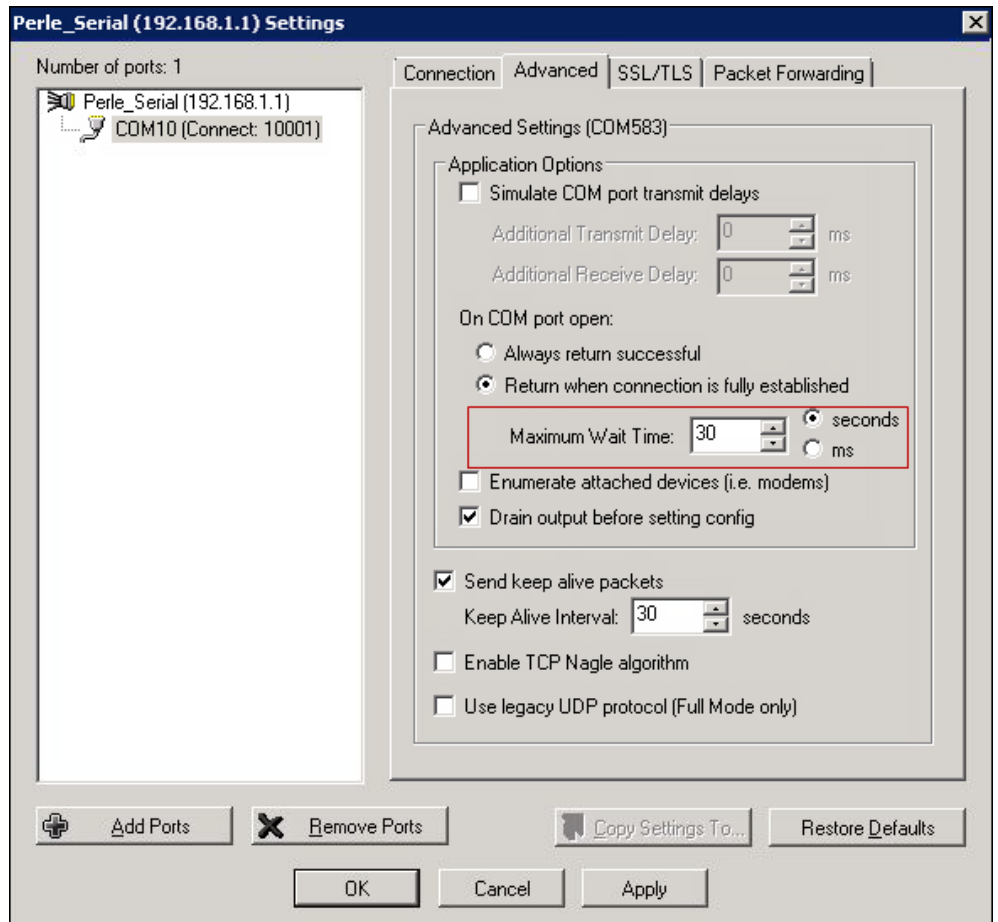 Perle_Serial (192.168.1.1) Settings
Number of ports: 1
Perle_Serial (192.168.1.1)
COM10 (Connect: 10001)
Connection Advanced SSL/TLS Packet Forwarding
Advanced Settings (COM583)
Application Options
Simulate COM port transmit delays
Additional Transmit Delay: 0 ms
Additional Receive Delay: 0 ms
On COM port open:
Always return successful
Return when connection is fully established
Maximum Wait Time: 30 seconds
ms
Enumerate attached devices (i.e. modems)
Drain output before setting config
Send keep alive packets
Keep Alive Interval: 30 seconds
Enable TCP Nagle algorithm
Use legacy UDP protocol (Full Mode only)
Add Ports Remove Ports Copy Settings To... Restore Defaults
OK Cancel Apply